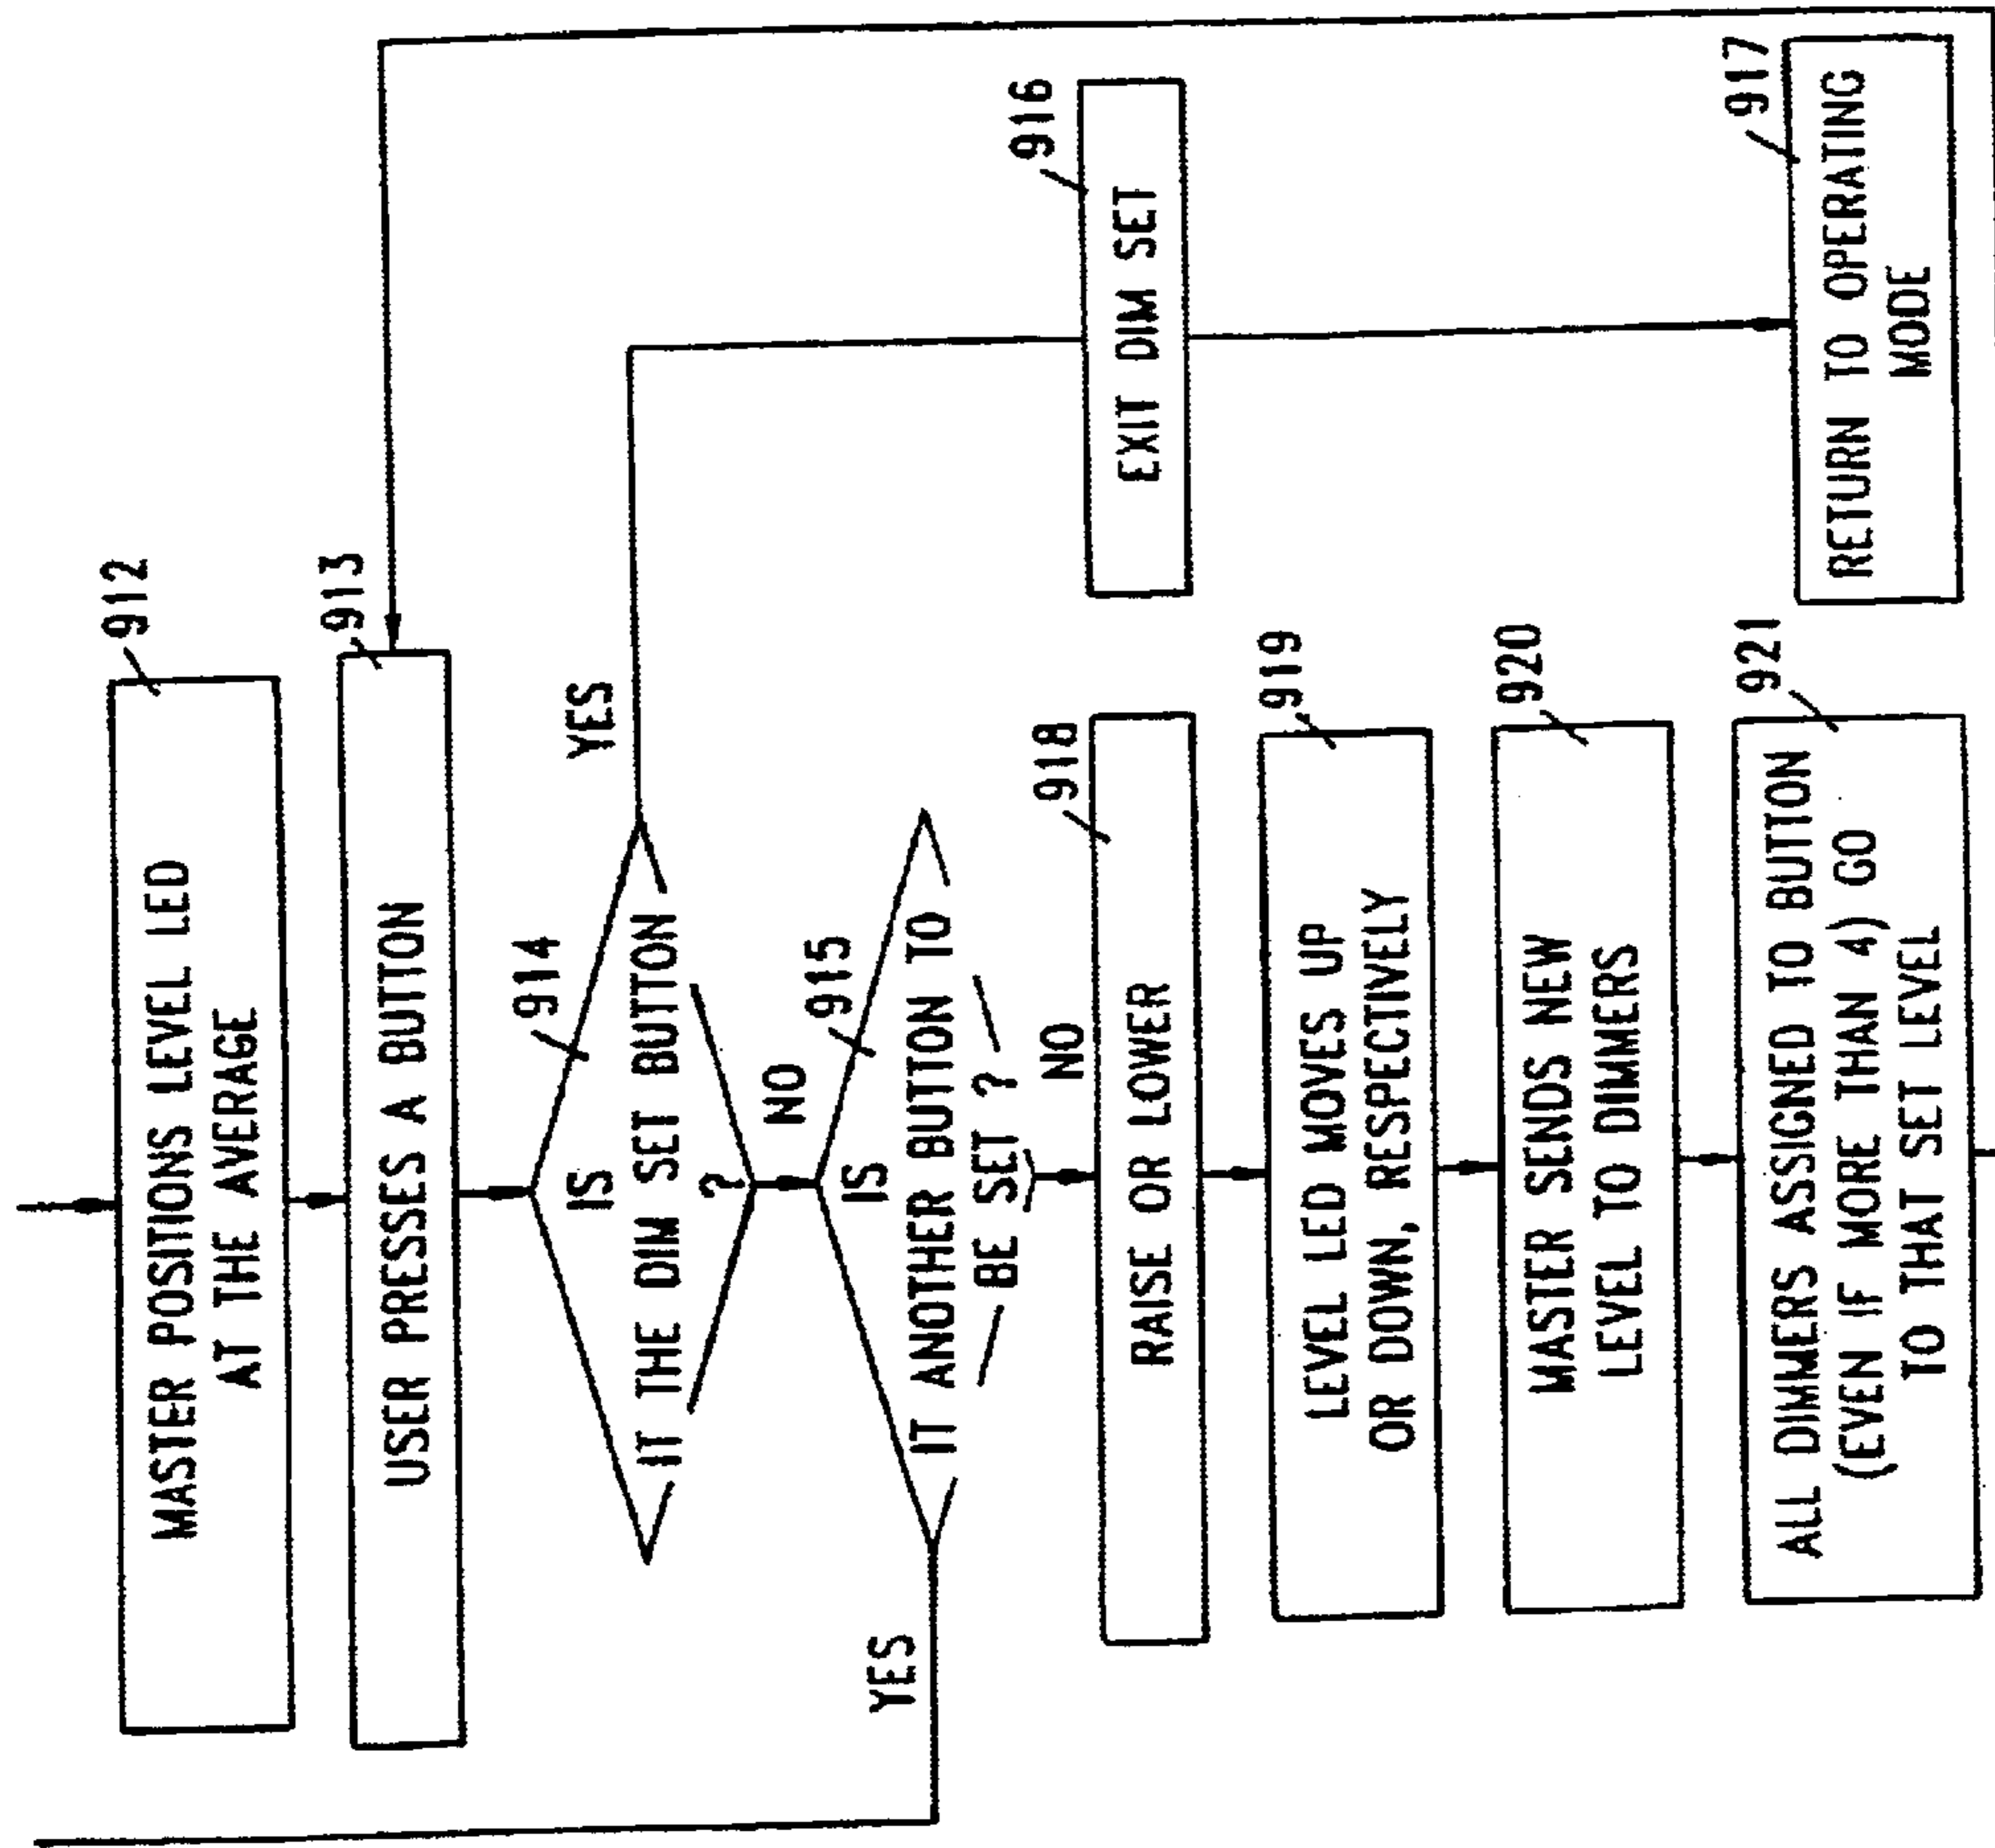 912
MASTER POSITIONS LEVEL LED
AT THE AVERAGE
913
USER PRESSES A BUTTON
914
IS
IT THE DIM SET BUTTON
?
YES
NO
915
IS
IT ANOTHER BUTTON TO
BE SET ?
YES
NO
916
EXIT DIM SET
917
RETURN TO OPERATING
MODE
918
RAISE OR LOWER
919
LEVEL LED MOVES UP
OR DOWN, RESPECTIVELY
920
MASTER SENDS NEW
LEVEL TO DIMMERS
921
ALL DIMMERS ASSIGNED TO BUTTON
(EVEN IF MORE THAN 4) GO
TO THAT SET LEVEL